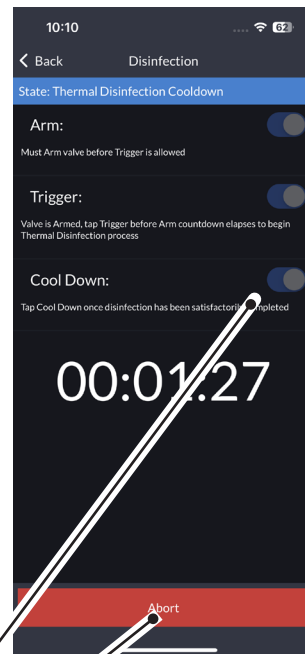 10:10
62
Back
Disinfection
State: Thermal Disinfection Cooldown
Arm:
Must Arm valve before Trigger is allowed
Trigger:
Valve is Armed, tap Trigger before Arm countdown elapses to begin
Thermal Disinfection process
Cool Down:
Tap Cool Down once disinfection has been satisfactorily completed
00:01:27
Abort